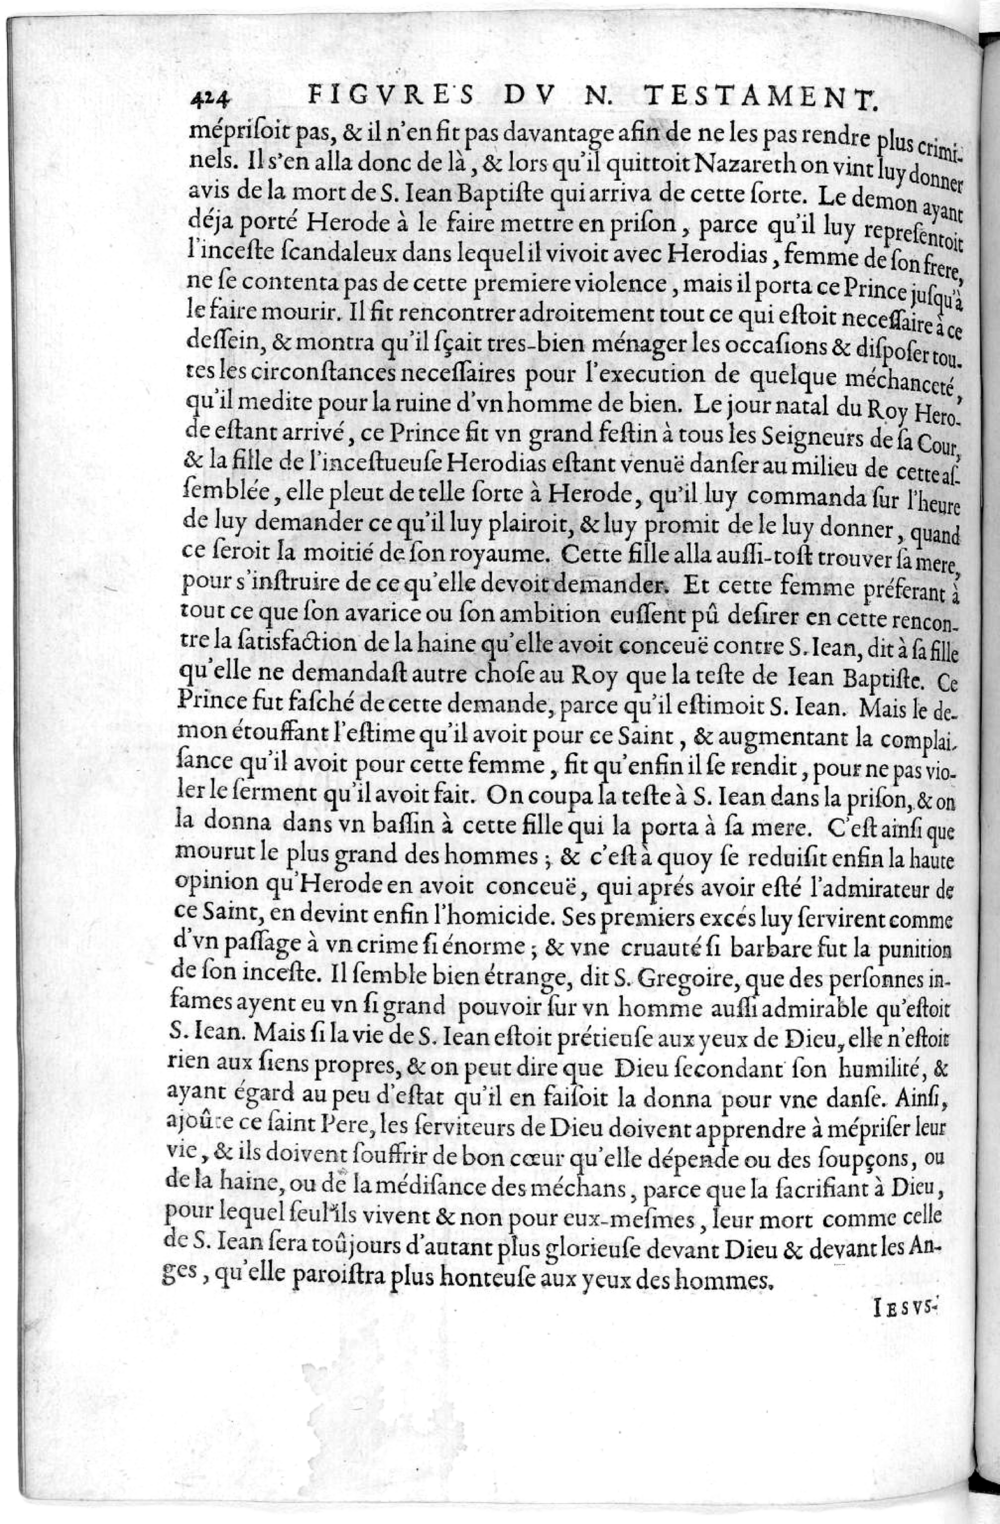 424 FIGVRES DV N. TESTAMENT.
mépriſoit pas, & il n'en fit pas davantage afin de ne les pas rendre plus crimi-
nels. Il s'en alla donc de là, & lors qu'il quittoit Nazareth on vint luy donner
avis de la mort de S. Iean Baptiſte qui arriva de cette ſorte. Le demon ayant
déja porté Herode à le faire mettre en priſon, parce qu'il luy repreſentoit
l'inceſte ſcandaleux dans lequel il vivoit avec Herodias, femme de ſon frere,
ne ſe contenta pas de cette premiere violence, mais il porta ce Prince juſqu'à
le faire mourir. Il fit rencontrer adroitement tout ce qui eſtoit neceſſaire à ce
deſſein, & montra qu'il ſçait tres-bien ménager les occaſions & diſpoſer tou-
tes les circonſtances neceſſaires pour l'execution de quelque méchanceté,
qu'il medite pour la ruine d'vn homme de bien. Le jour natal du Roy Hero-
de eſtant arrivé, ce Prince fit vn grand feſtin à tous les Seigneurs de ſa Cour,
& la fille de l'inceſtueuſe Herodias eſtant venuë danſer au milieu de cette aſ-
ſemblée, elle pleut de telle ſorte à Herode, qu'il luy commanda ſur l'heure
de luy demander ce qu'il luy plairoit, & luy promit de le luy donner, quand
ce ſeroit la moitié de ſon royaume. Cette fille alla auſſi-toſt trouver ſa mere,
pour s'inſtruire de ce qu'elle devoit demander. Et cette femme préferant à
tout ce que ſon avarice ou ſon ambition euſſent pû deſirer en cette rencon-
tre la ſatisfaction de la haine qu'elle avoit conceuë contre S. Iean, dit à ſa fille
qu'elle ne demandaſt autre choſe au Roy que la teſte de Iean Baptiſte. Ce
Prince fut faſché de cette demande, parce qu'il eſtimoit S. Iean. Mais le de-
mon étouffant l'eſtime qu'il avoit pour ce Saint, & augmentant la complai-
ſance qu'il avoit pour cette femme, fit qu'enfin il ſe rendit, pour ne pas vio-
ler le ſerment qu'il avoit fait. On coupa la teſte à S. Iean dans la priſon, & on
la donna dans vn baſſin à cette fille qui la porta à ſa mere. C'eſt ainſi que
mourut le plus grand des hommes; & c'eſt à quoy ſe reduiſit enfin la haute
opinion qu'Herode en avoit conceuë, qui aprés avoir eſté l'admirateur de
ce Saint, en devint enfin l'homicide. Ses premiers excés luy ſervirent comme
d'vn paſſage à vn crime ſi énorme; & vne cruauté ſi barbare fut la punition
de ſon inceſte. Il ſemble bien étrange, dit S. Gregoire, que des perſonnes in-
fames ayent eu vn ſi grand pouvoir ſur vn homme auſſi admirable qu'eſtoit
S. Iean. Mais ſi la vie de S. Iean eſtoit prétieuſe aux yeux de Dieu, elle n'eſtoit
rien aux ſiens propres, & on peut dire que Dieu ſecondant ſon humilité, &
ayant égard au peu d'eſtat qu'il en faiſoit la donna pour vne danſe. Ainſi,
ajoûte ce ſaint Pere, les ſerviteurs de Dieu doivent apprendre à mépriſer leur
vie, & ils doivent ſouffrir de bon cœur qu'elle dépende ou des ſoupçons, ou
de la haine, ou de la médiſance des méchans, parce que la ſacrifiant à Dieu,
pour lequel ſeul ils vivent & non pour eux-meſmes, leur mort comme celle
de S. Iean ſera toûjours d'autant plus glorieuſe devant Dieu & devant les An-
ges, qu'elle paroiſtra plus honteuſe aux yeux des hommes.
IESVS-